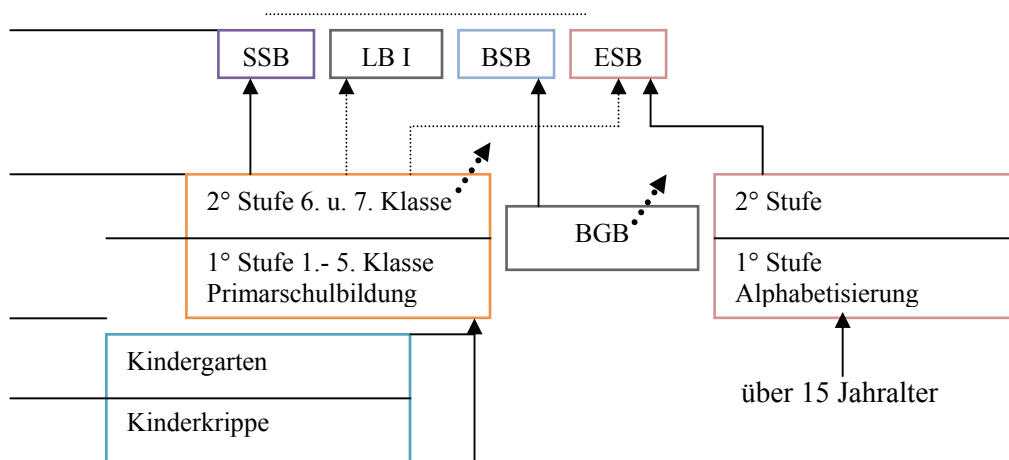 SSB
LB I
BSB
ESB
2° Stufe 6. u. 7. Klasse
1° Stufe 1.- 5. Klasse
Primarschulbildung
BGB
2° Stufe
1° Stufe
Alphabetisierung
Kindergarten
Kinderkrippe
über 15 Jahralter